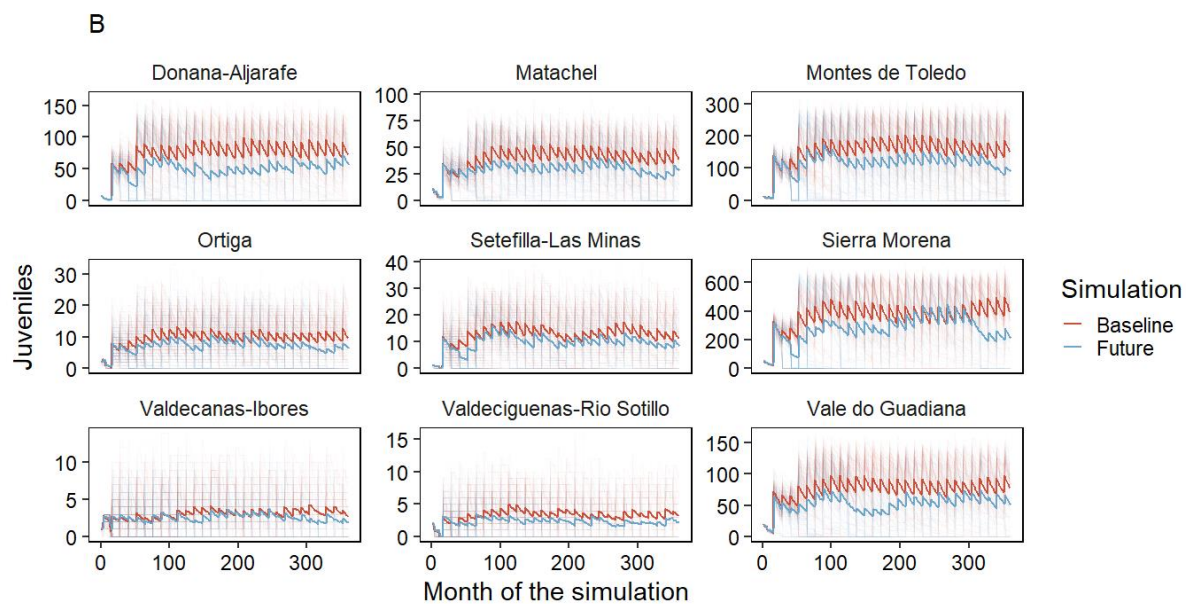 B
Donana-Aljarafe
Matachel
Montes de Toledo
150
100
50
0
100
75
50
25
0
300
200
100
0
Ortiga
Setefilla-Las Minas
Sierra Morena
30
20
10
0
40
30
20
10
0
600
400
200
0
Valdecanas-Ibores
Valdeciguenas-Rio Sotillo
Vale do Guadiana
10
5
0
15
10
5
0
150
100
50
0
0 100 200 300
0 100 200 300
0 100 200 300
Juveniles
Month of the simulation
Simulation
Baseline
Future